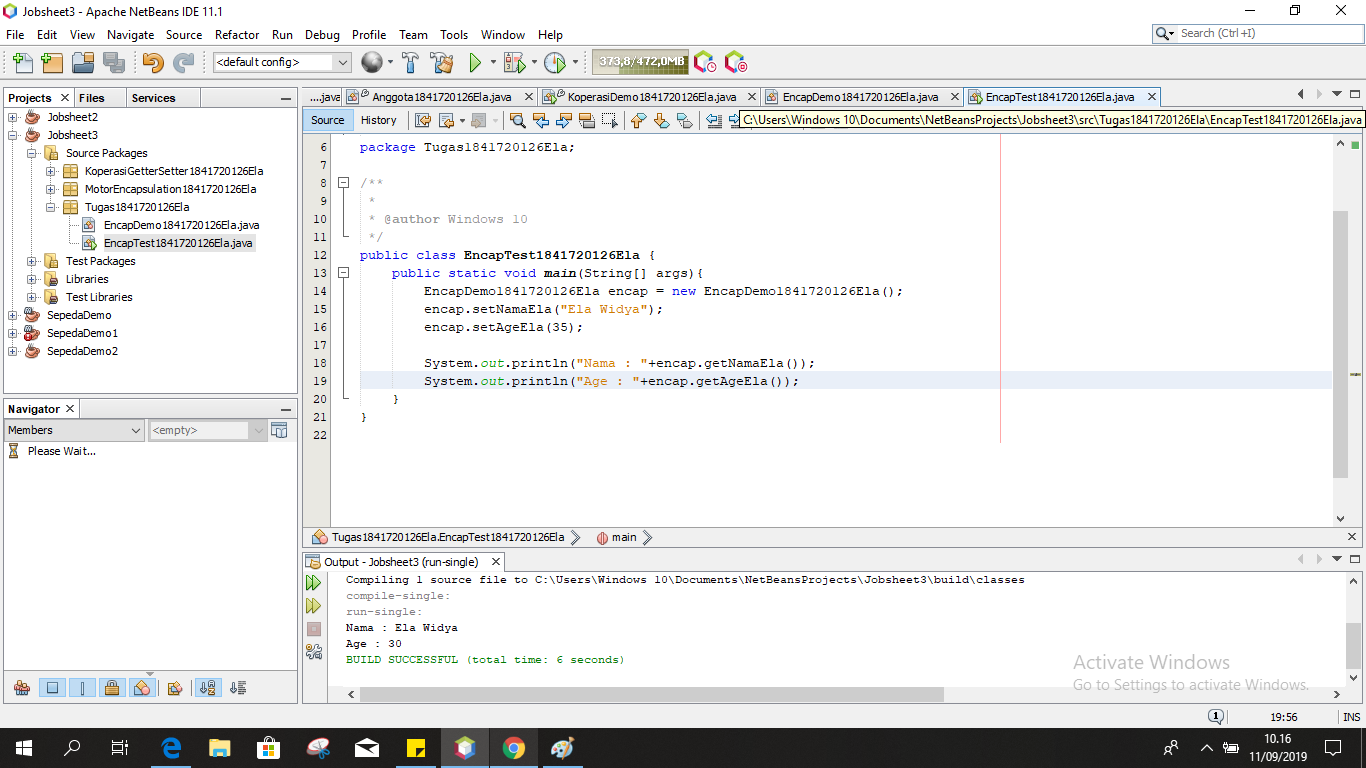 Jobsheet3 - Apache NetBeans IDE 11.1
File Edit View Navigate Source Refactor Run Debug Profile Team Tools Window Help
Search (Ctrl+I)
<default config>
373,8/472,0MB
Projects Files Services
Jobsheet2
Jobsheet3
Source Packages
KoperasiGetterSetter1841720126Ela
MotorEncapsulation1841720126Ela
Tugas1841720126Ela
EncapDemo1841720126Ela.java
EncapTest1841720126Ela.java
Test Packages
Libraries
Test Libraries
SepedaDemo
SepedaDemo1
SepedaDemo2
Navigator
Members
<empty>
Please Wait...
....java Anggota1841720126Ela.java KoperasiDemo1841720126Ela.java EncapDemo1841720126Ela.java EncapTest1841720126Ela.java
Source History
C:\Users\Windows 10\Documents\NetBeansProjects\Jobsheet3\src\Tugas1841720126Ela\EncapTest1841720126Ela.java
6 package Tugas1841720126Ela;
7
8 /**
9 *
10 * @author Windows 10
11 */
12 public class EncapTest1841720126Ela {
13 public static void main(String[] args){
14 EncapDemo1841720126Ela encap = new EncapDemo1841720126Ela();
15 encap.setNamaEla("Ela Widya");
16 encap.setAgeEla(35);
17
18 System.out.println("Nama : "+encap.getNamaEla());
19 System.out.println("Age : "+encap.getAgeEla());
20 }
21 }
22
Tugas1841720126Ela.EncapTest1841720126Ela main
Output - Jobsheet3 (run-single)
Compiling 1 source file to C:\Users\Windows 10\Documents\NetBeansProjects\Jobsheet3\build\classes
compile-single:
run-single:
Nama : Ela Widya
Age : 30
BUILD SUCCESSFUL (total time: 6 seconds)
Activate Windows
Go to Settings to activate Windows.
1 19:56 INS
10.16
11/09/2019